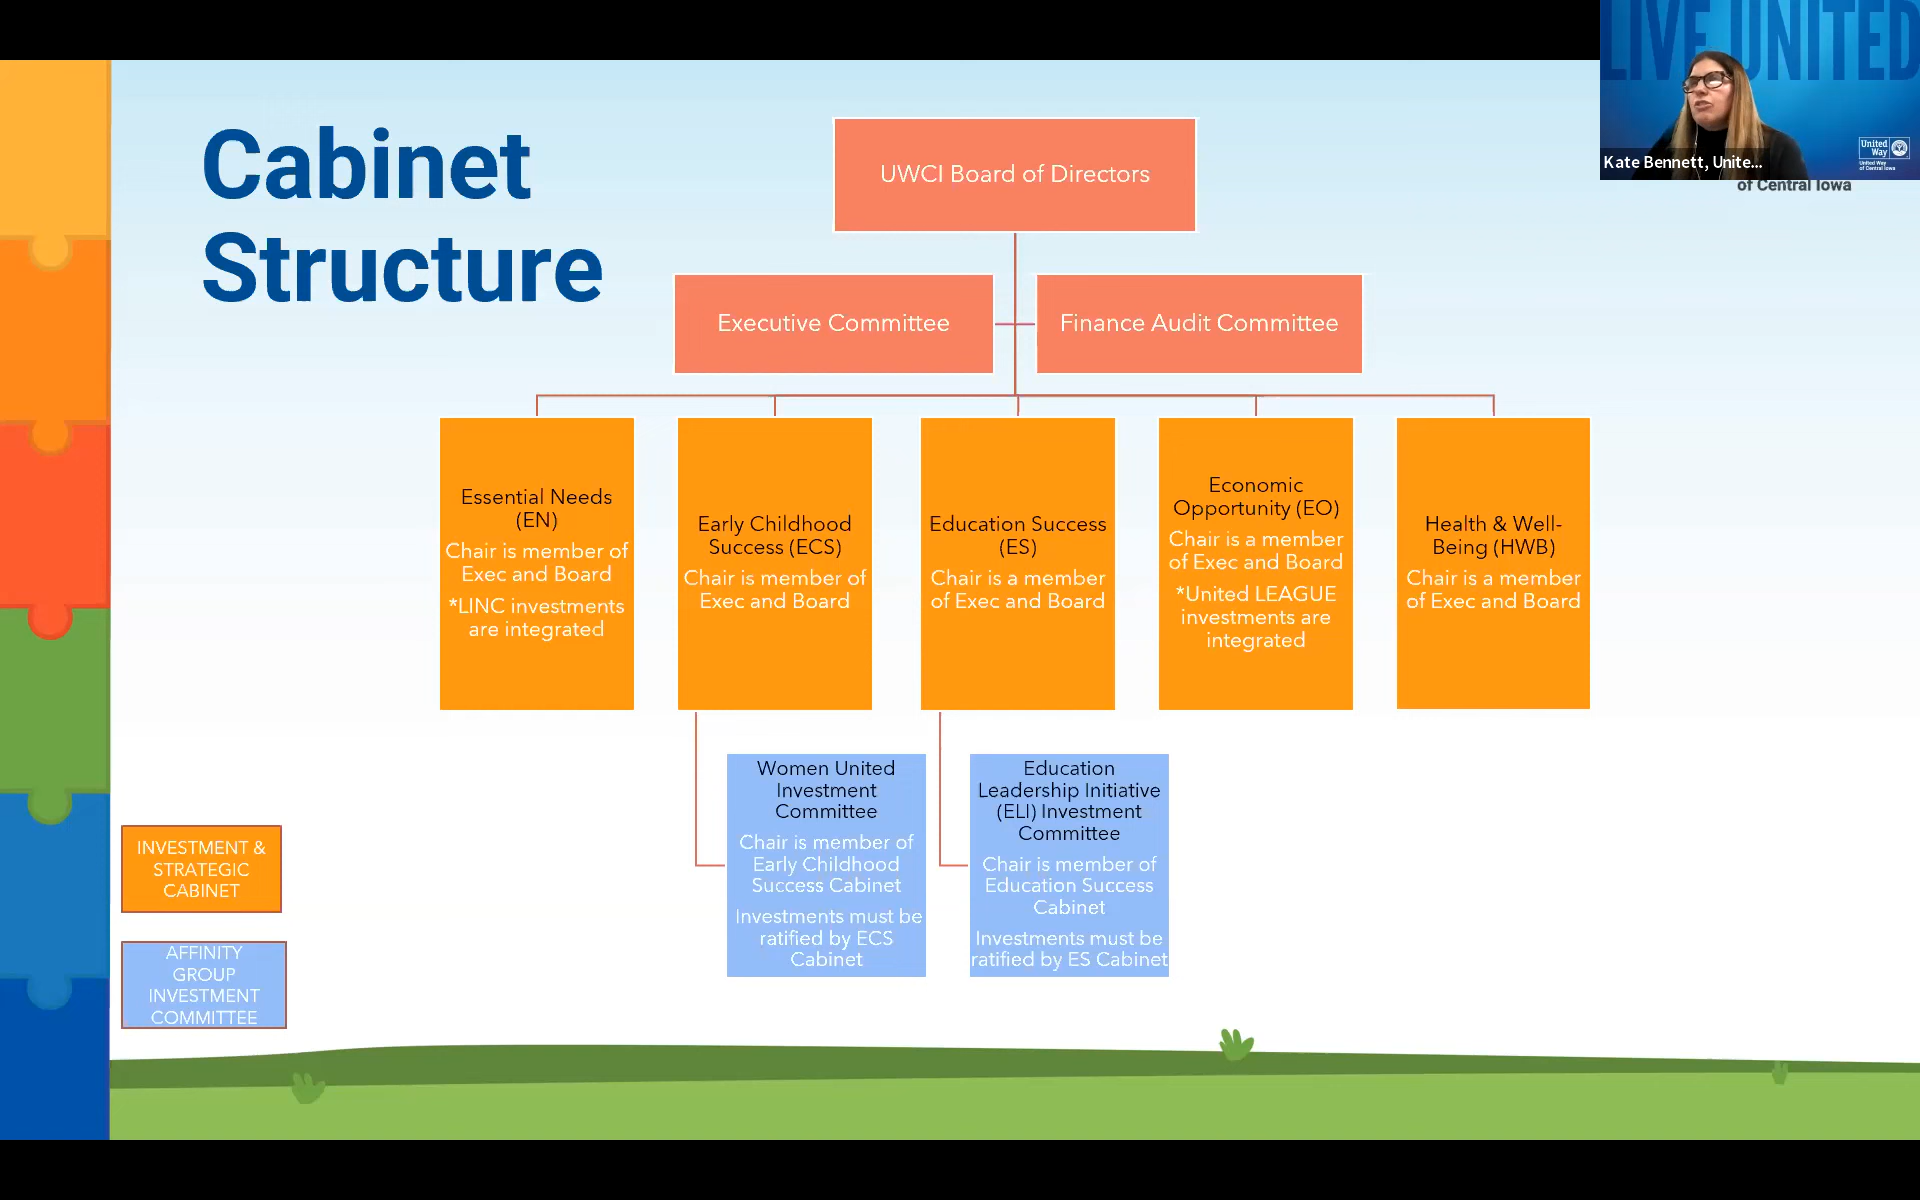 Cabinet
Structure
UWCI Board of Directors
Executive Committee
Finance Audit Committee
Essential Needs
(EN)
Chair is member of
Exec and Board
*LINC investments
are integrated
Early Childhood
Success (ECS)
Chair is member of
Exec and Board
Education Success
(ES)
Chair is a member
of Exec and Board
Economic
Opportunity (EO)
Chair is a member
of Exec and Board
*United LEAGUE
investments are
integrated
Health & Well-
Being (HWB)
Chair is a member
of Exec and Board
Women United
Investment
Committee
Chair is member of
Early Childhood
Success Cabinet
Investments must be
ratified by ECS
Cabinet
Education
Leadership Initiative
(ELI) Investment
Committee
Chair is member of
Education Success
Cabinet
Investments must be
ratified by ES Cabinet
INVESTMENT &
STRATEGIC
CABINET
AFFINITY
GROUP
INVESTMENT
COMMITTEE
LIVE UNITED
United
Way
United Way
of Central Iowa
Kate Bennett, Unite...
of Central Iowa